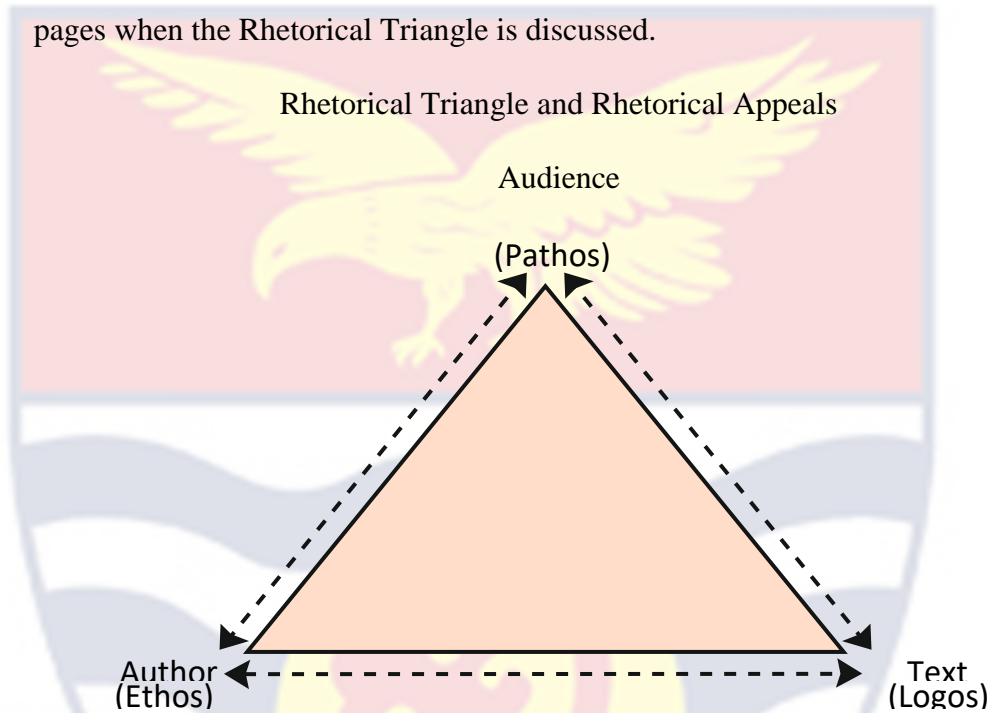 pages when the Rhetorical Triangle is discussed.
Rhetorical Triangle and Rhetorical Appeals
Audience
(Pathos)
Author
(Ethos)
Text
(Logos)